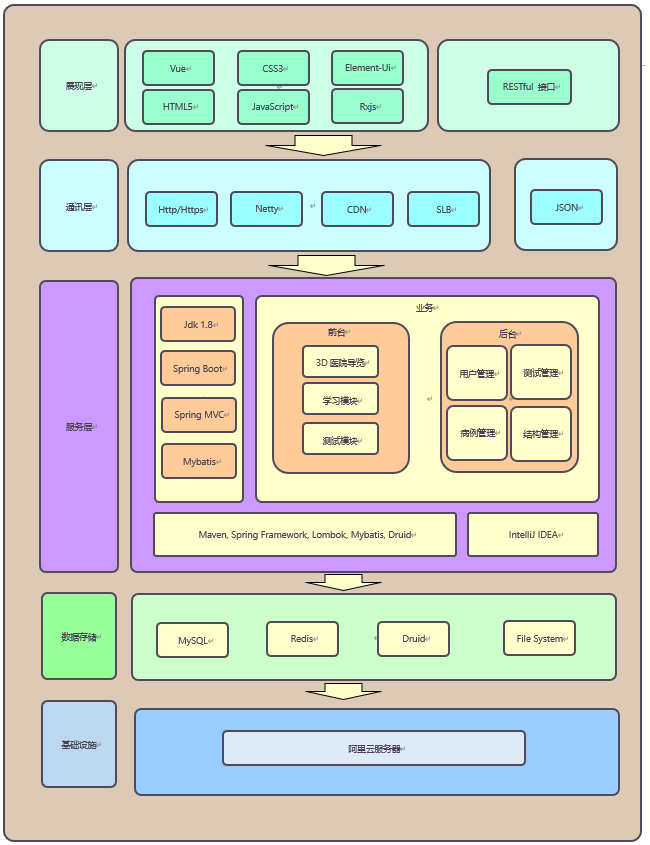 展现层
Vue
CSS3
Element-Ui
HTML5
JavaScript
Rxjs
RESTful 接口
通讯层
Http/Https
Netty
CDN
SLB
JSON
服务层
Jdk 1.8
Spring Boot
Spring MVC
Mybatis
业务
前台
3D 医院导览
学习模块
测试模块
后台
用户管理
测试管理
病例管理
结构管理
Maven, Spring Framework, Lombok, Mybatis, Druid
IntelliJ IDEA
数据存储
MySQL
Redis
Druid
File System
基础设施
阿里云服务器